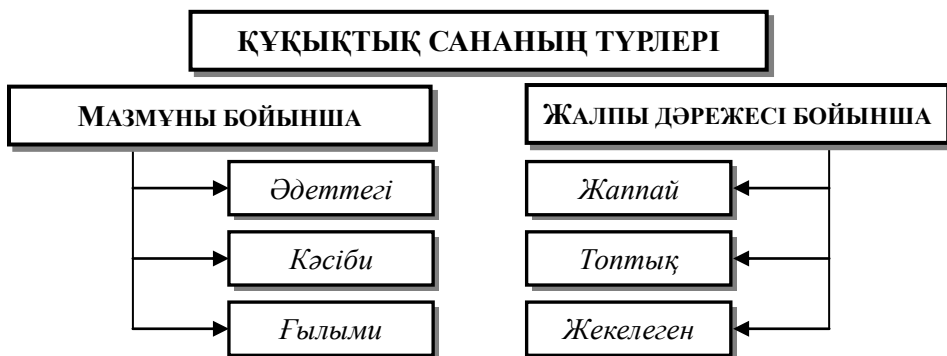 ҚҰҚЫҚТЫҚ САНАНЫҢ ТҮРЛЕРІ
МАЗМҰНЫ БОЙЫНША
ЖАЛПЫ ДӘРЕЖЕСІ БОЙЫНША
Әдеттегі
Жаппай
Кәсіби
Топтық
Ғылыми
Жекелеген